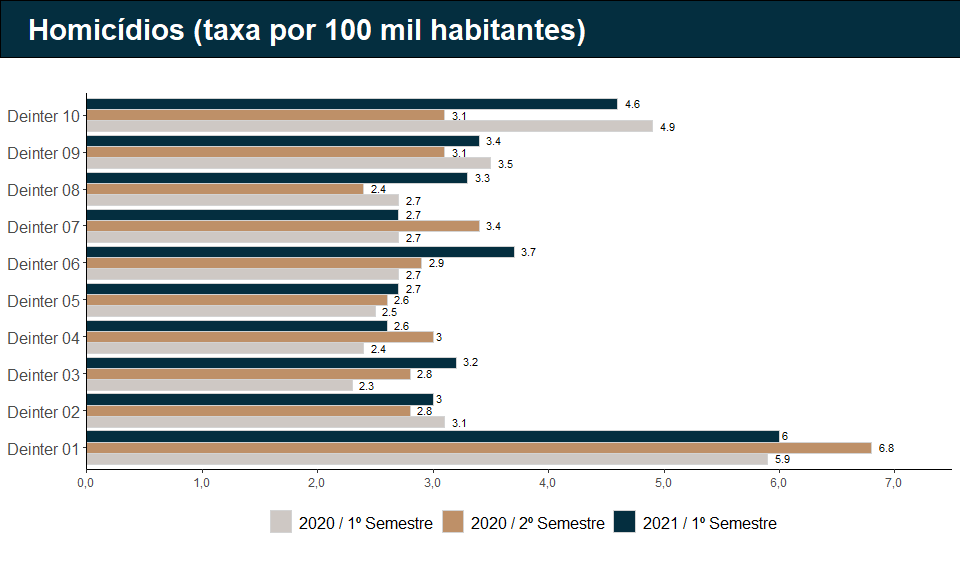 Homicídios (taxa por 100 mil habitantes)
4.6
Deinter 10
3.1
4.9
3.4
Deinter 09
3.1
3.5
3.3
Deinter 08
2.4
2.7
2.7
Deinter 07
3.4
2.7
3.7
Deinter 06
2.9
2.7
2.7
Deinter 05
2.6
2.5
2.6
Deinter 04
3
2.4
3.2
Deinter 03
2.8
2.3
3
Deinter 02
2.8
3.1
6
Deinter 01
6.8
5.9
0,0 1,0 2,0 3,0 4,0 5,0 6,0 7,0
2020 / 1º Semestre 2020 / 2º Semestre 2021 / 1º Semestre